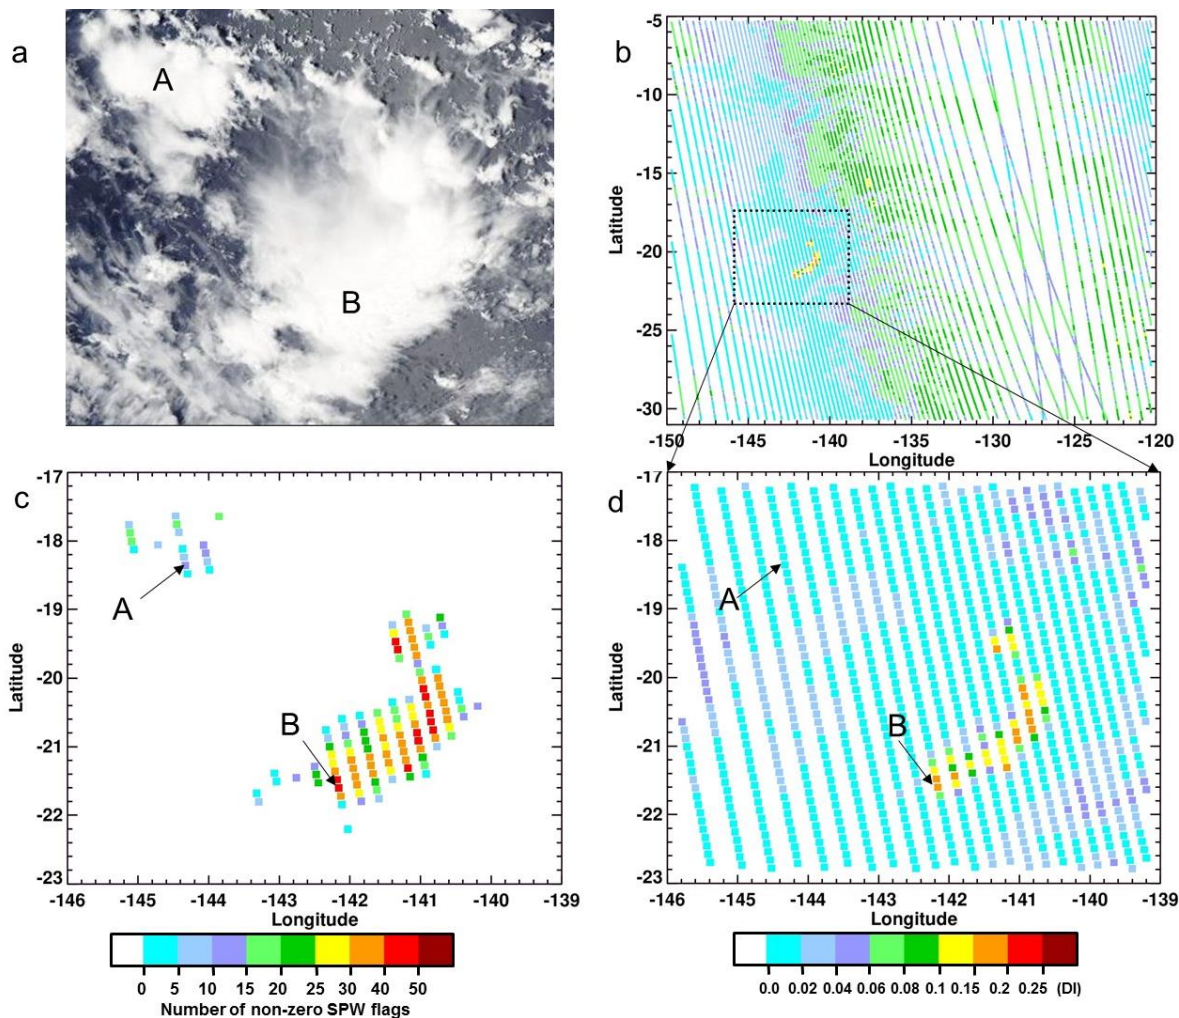 a
A
B
b
-5
-10
-15
-20
-25
-30
Latitude
-150 -145 -140 -135 -130 -125 -120
Longitude
c
-17
-18
-19
-20
-21
-22
-23
Latitude
A
B
-146 -145 -144 -143 -142 -141 -140 -139
Longitude
0 5 10 15 20 25 30 40 50
Number of non-zero SPW flags
d
-17
-18
-19
-20
-21
-22
-23
Latitude
A
B
-146 -145 -144 -143 -142 -141 -140 -139
Longitude
0.0 0.02 0.04 0.06 0.08 0.1 0.15 0.2 0.25 (DI)